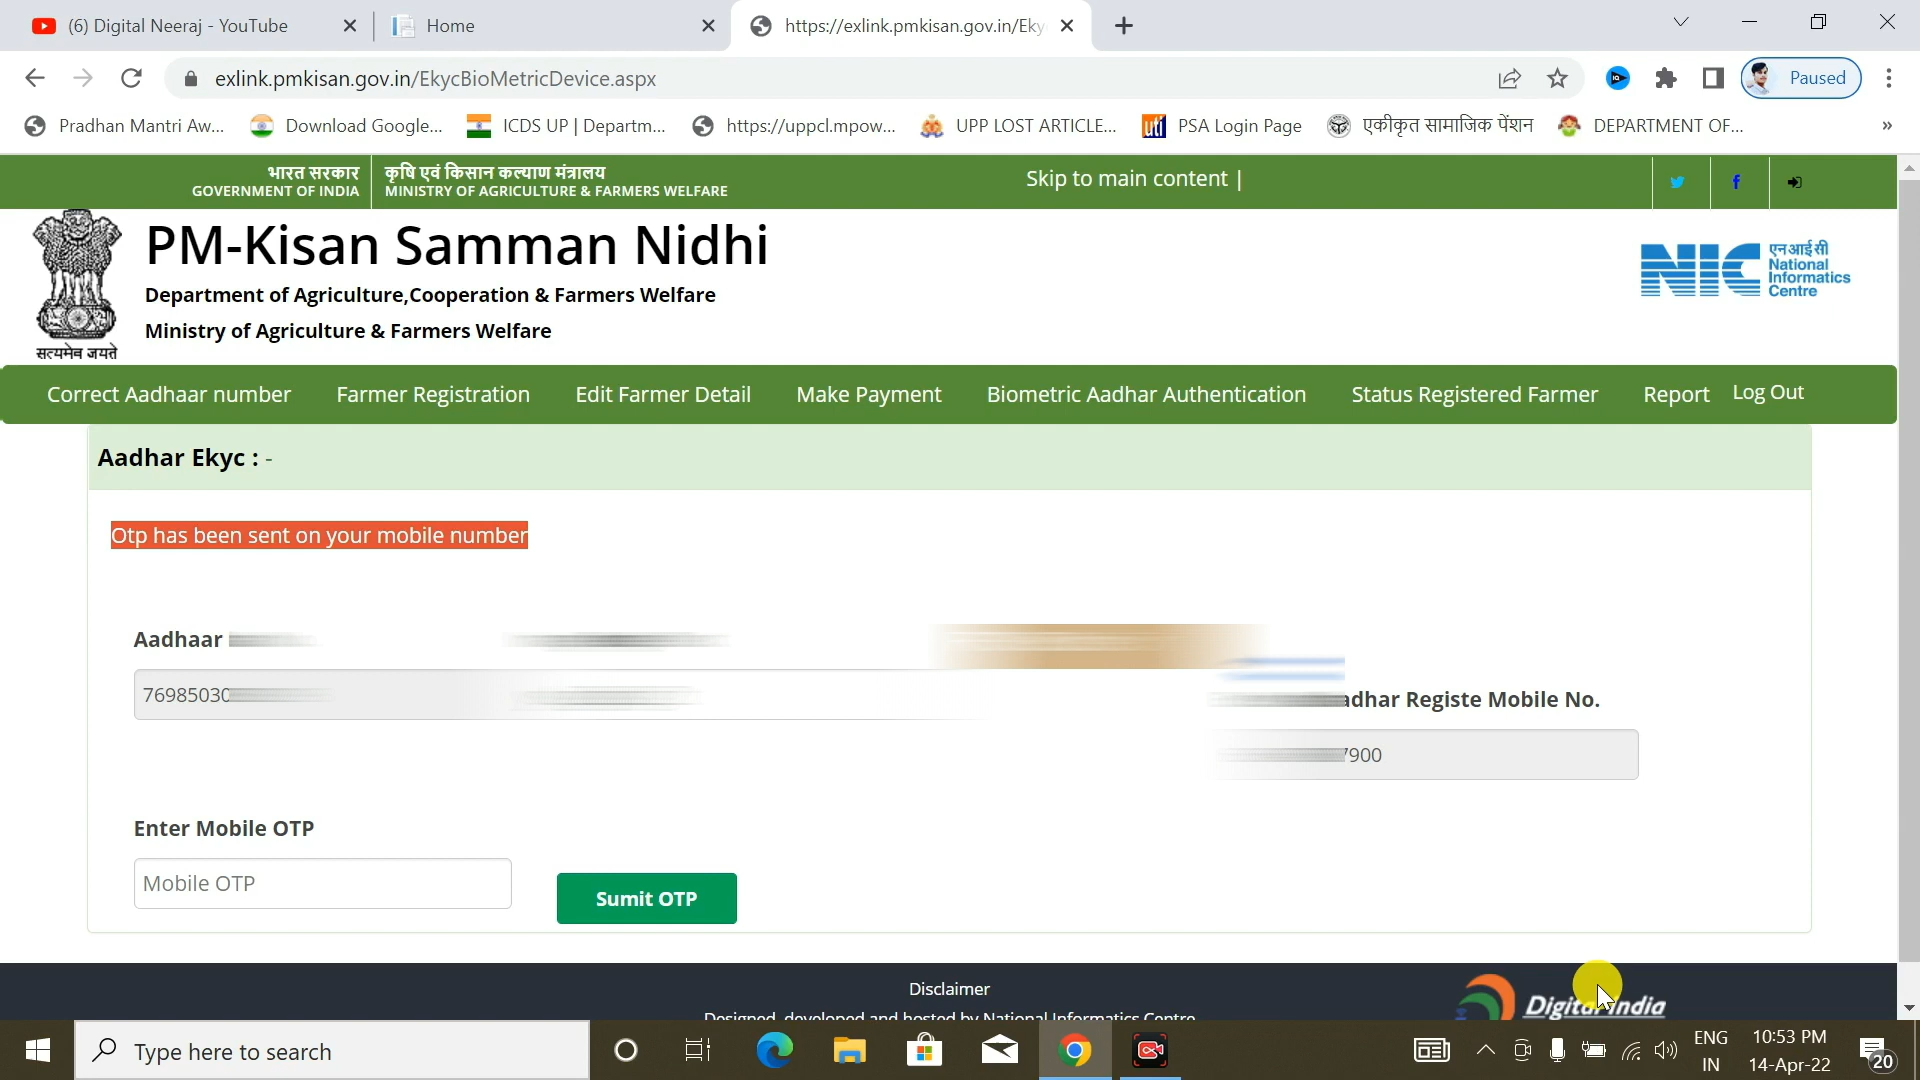 (6) Digital Neeraj - YouTube
Home
https://exlink.pmkisan.gov.in/Eky
exlink.pmkisan.gov.in/EkycBioMetricDevice.aspx
Paused
Pradhan Mantri Aw...
Download Google...
ICDS UP | Departm...
https://uppcl.mpow...
UPP LOST ARTICLE...
uti
PSA Login Page
एकीकृत सामाजिक पेंशन
DEPARTMENT OF...
»
भारत सरकार
GOVERNMENT OF INDIA
कृषि एवं किसान कल्याण मंत्रालय
MINISTRY OF AGRICULTURE & FARMERS WELFARE
Skip to main content |
PM-Kisan Samman Nidhi
Department of Agriculture,Cooperation & Farmers Welfare
Ministry of Agriculture & Farmers Welfare
सत्यमेव जयते
NIC
एनआईसी
National
Informatics
Centre
Correct Aadhaar number
Farmer Registration
Edit Farmer Detail
Make Payment
Biometric Aadhar Authentication
Status Registered Farmer
Report
Log Out
Aadhar Ekyc : -
Otp has been sent on your mobile number
Aadhaar
76985030
adhar Registe Mobile No.
7900
Enter Mobile OTP
Mobile OTP
Sumit OTP
Disclaimer
Designed, developed and hosted by National Informatics Centre
Digital India
Type here to search
ENG
IN
10:53 PM
14-Apr-22
20